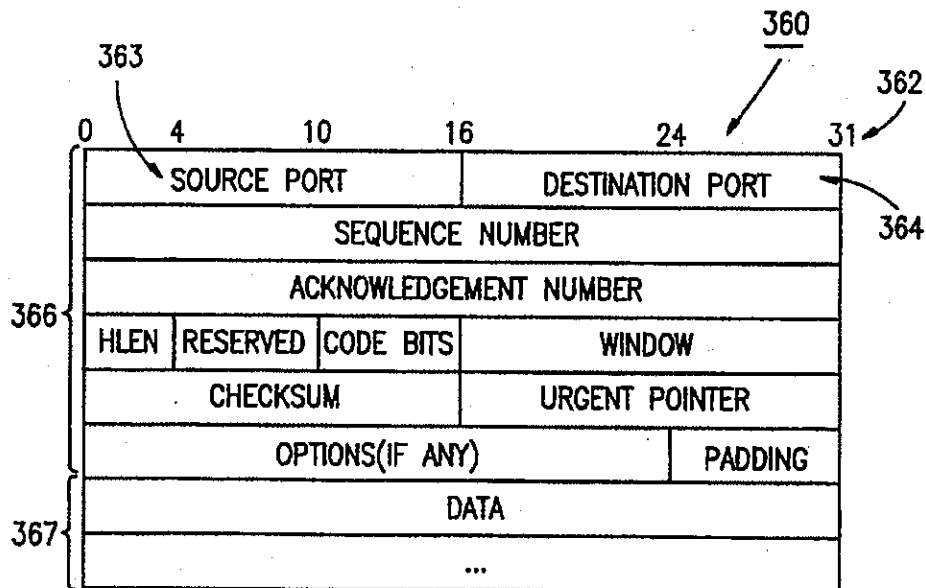 360
363
362
0 4 10 16 24 31
SOURCE PORT DESTINATION PORT
364
SEQUENCE NUMBER
ACKNOWLEDGEMENT NUMBER
366
HLEN RESERVED CODE BITS WINDOW
CHECKSUM URGENT POINTER
OPTIONS(IF ANY) PADDING
DATA
367
...